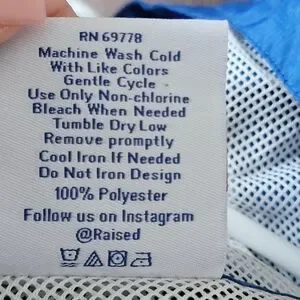 RN 69778
Machine Wash Cold
With Like Colors
Gentle Cycle -
Use Only Non-chlorine
Bleach When Needed
Tumble Dry Low
Remove promptly
Cool Iron If Needed
Do Not Iron Design
100% Polyester
Follow us on Instagram
@Raised